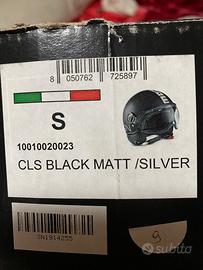 8 050762 725897
S
10010020023
CLS BLACK MATT /SILVER
SN1914255
S
subito